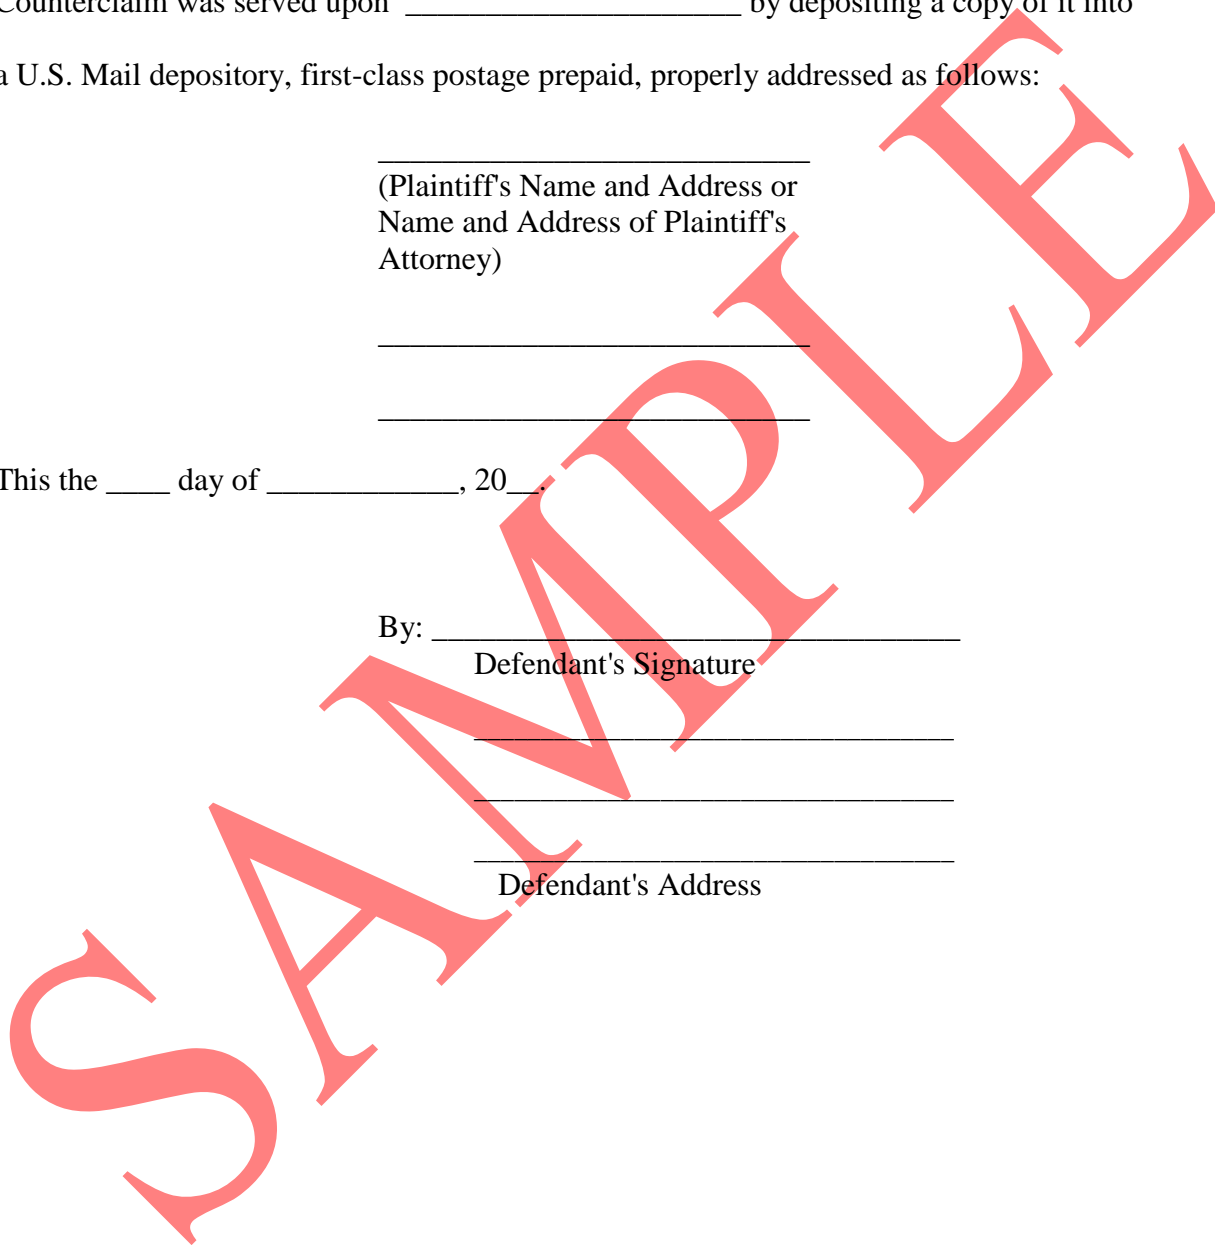 Counterclaim was served upon _____________________ by depositing a copy of it into
a U.S. Mail depository, first-class postage prepaid, properly addressed as follows:
___________________________
(Plaintiff's Name and Address or
Name and Address of Plaintiff's
Attorney)
___________________________
___________________________
This the ____ day of ____________, 20__.
By: _________________________________
Defendant's Signature
______________________________
______________________________
______________________________
Defendant's Address
SAMPLE